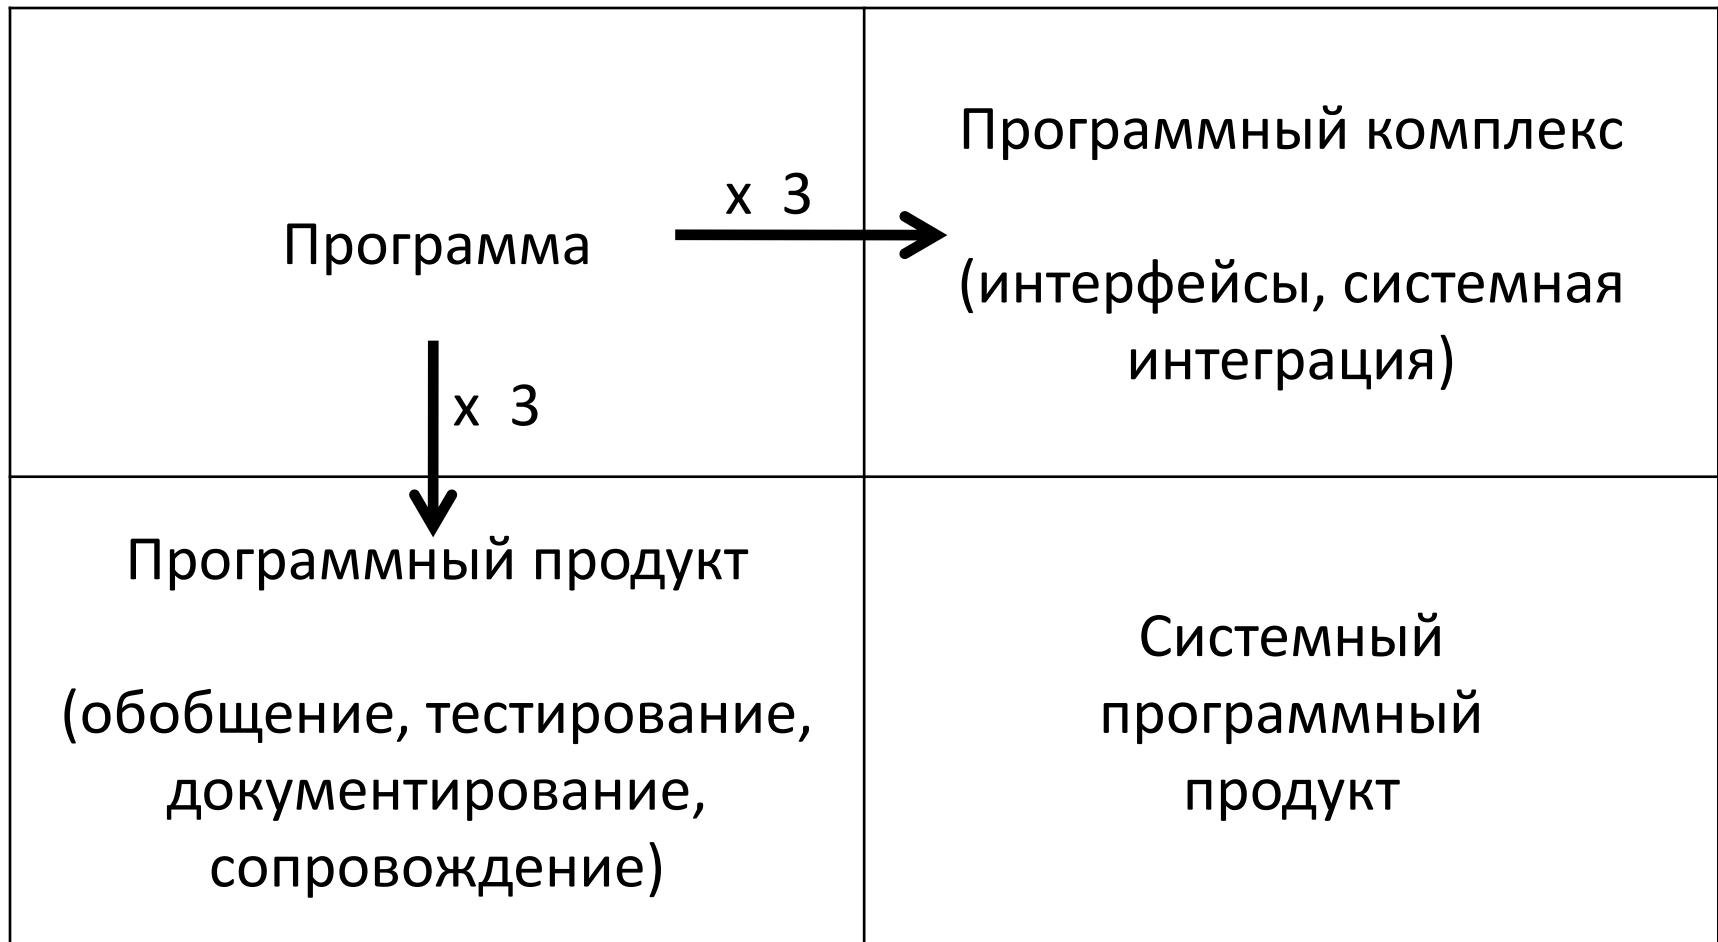 Программа
х 3
Программный комплекс
(интерфейсы, системная
интеграция)
х 3
Программный продукт
(обобщение, тестирование,
документирование,
сопровождение)
Системный
программный
продукт